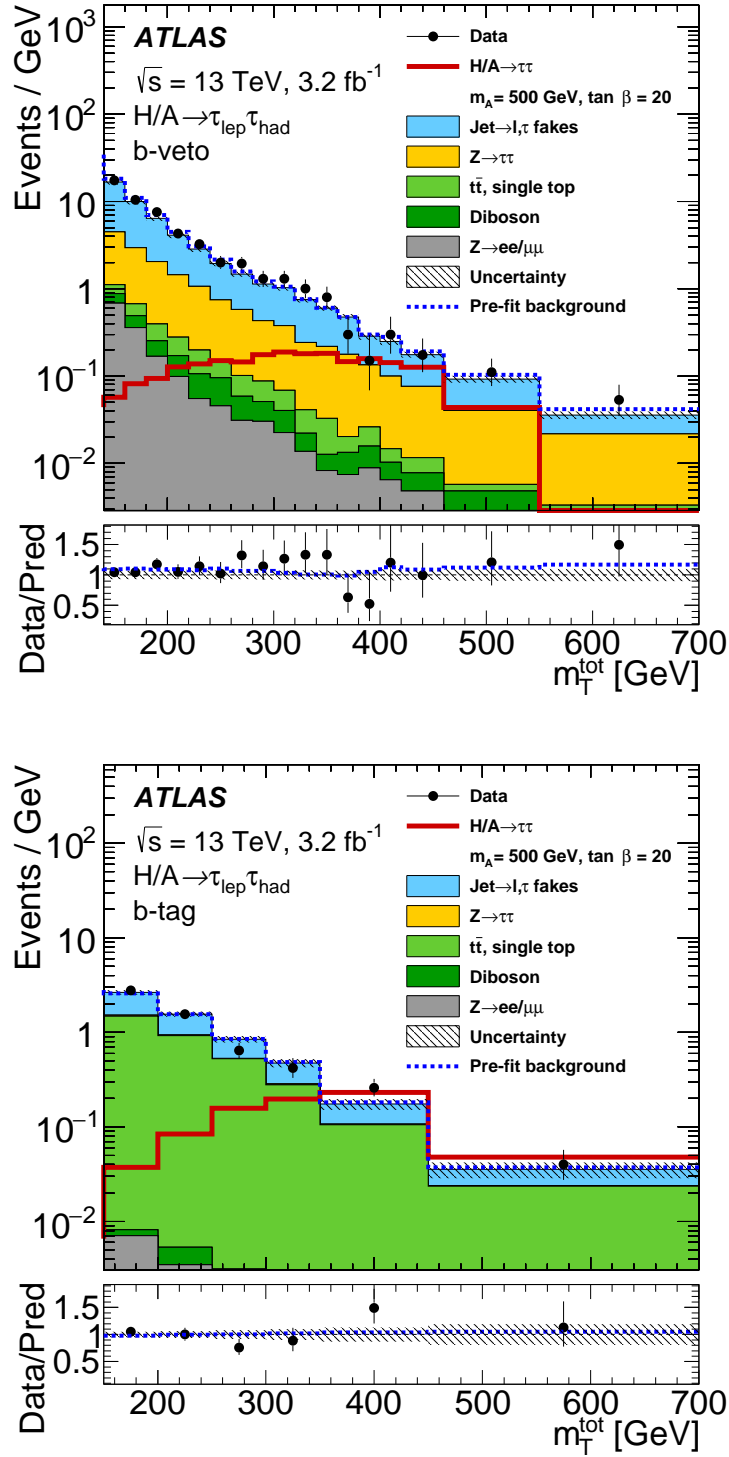 Events / GeV
10³
10²
10
1
10⁻¹
10⁻²
ATLAS
√s = 13 TeV, 3.2 fb⁻¹
H/A→τlepτhad
b-veto
Data
H/A→ττ
mA= 500 GeV, tan β = 20
Jet→l,τ fakes
Z→ττ
tt̄, single top
Diboson
Z→ee/μμ
Uncertainty
Pre-fit background
Data/Pred
1.5
1
0.5
200 300 400 500 600 700
mTtot [GeV]
Events / GeV
10²
10
1
10⁻¹
10⁻²
ATLAS
√s = 13 TeV, 3.2 fb⁻¹
H/A→τlepτhad
b-tag
Data
H/A→ττ
mA= 500 GeV, tan β = 20
Jet→l,τ fakes
Z→ττ
tt̄, single top
Diboson
Z→ee/μμ
Uncertainty
Pre-fit background
Data/Pred
1.5
1
0.5
200 300 400 500 600 700
mTtot [GeV]